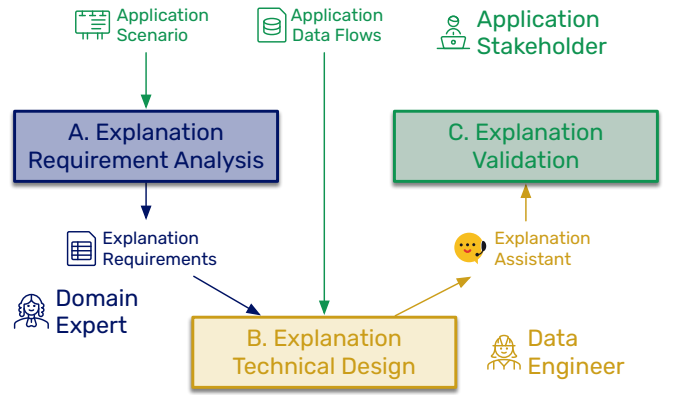 Application
Scenario
Application
Data Flows
Application
Stakeholder
A. Explanation
Requirement Analysis
C. Explanation
Validation
Explanation
Requirements
Explanation
Assistant
Domain
Expert
B. Explanation
Technical Design
Data
Engineer